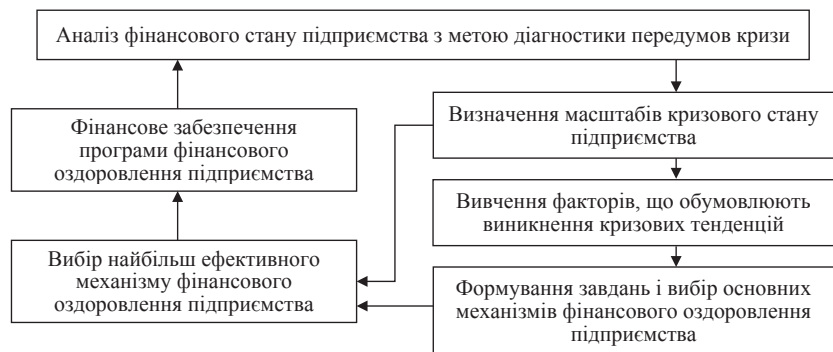 Аналіз фінансового стану підприємства з метою діагностики передумов кризи
Визначення масштабів кризового стану
підприємства
Фінансове забезпечення
програми фінансового
оздоровлення підприємства
Вивчення факторів, що обумовлюють
виникнення кризових тенденцій
Вибір найбільш ефективного
механізму фінансового
оздоровлення підприємства
Формування завдань і вибір основних
механізмів фінансового оздоровлення
підприємства